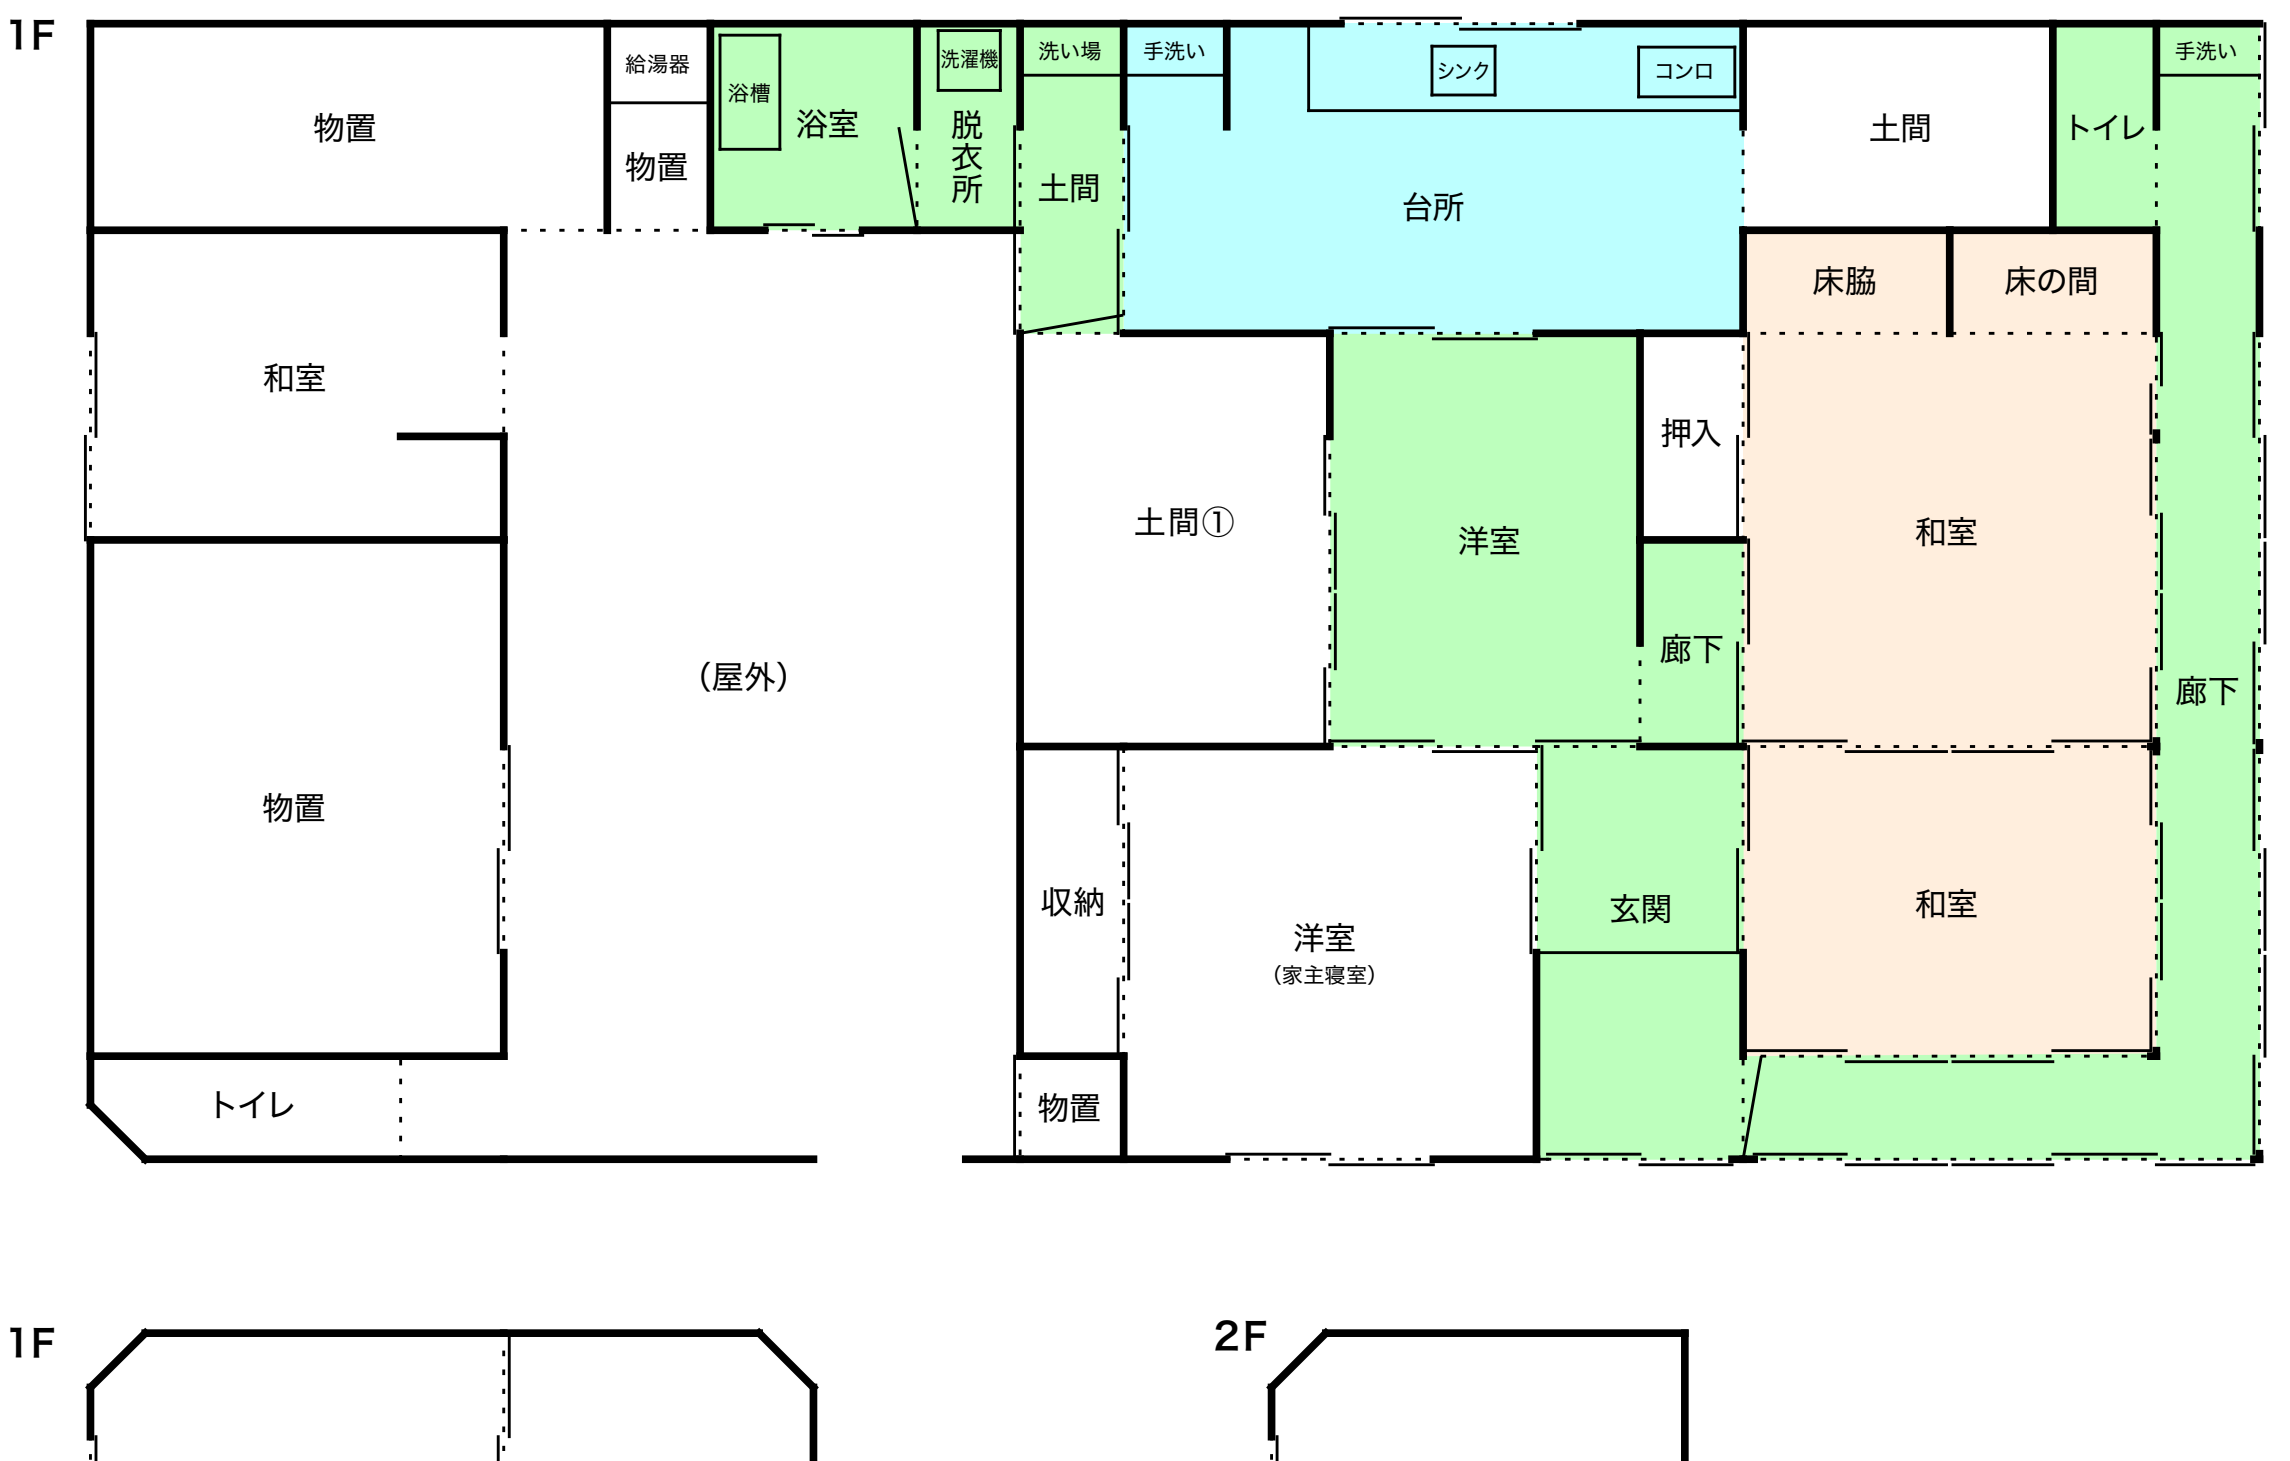 1F
物置
給湯器
物置
浴槽
浴室
洗濯機
脱衣所
洗い場
土間
手洗い
シンク
コンロ
台所
土間
トイレ
手洗い
床脇
床の間
和室
押入
土間①
洋室
和室
廊下
(屋外)
廊下
物置
収納
洋室
(家主寝室)
玄関
和室
トイレ
物置
1F
2F